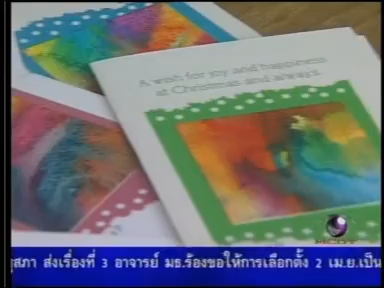 A wish for joy and happiness
at Christmas and always.
MCOT
สภา ส่งเรื่องที่ 3 อาจารย์ มธ.ร้องขอให้การเลือกตั้ง 2 เม.ย.เป็น